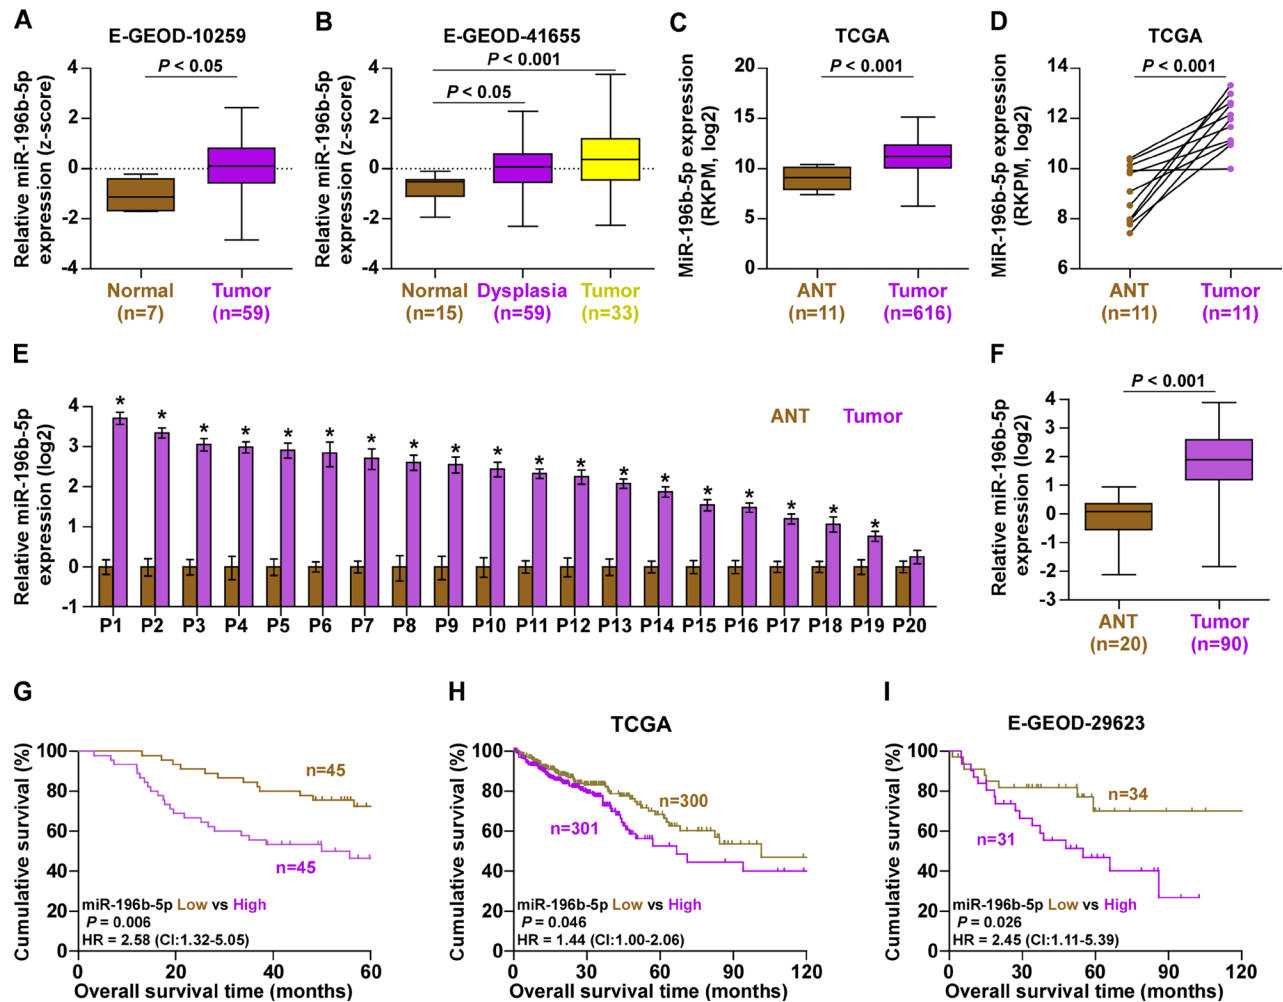 A
E-GEOD-10259
Relative miR-196b-5p
expression (z-score)
P < 0.05
4
2
0
-2
-4
Normal
(n=7)
Tumor
(n=59)
B
E-GEOD-41655
Relative miR-196b-5p
expression (z-score)
P < 0.001
P < 0.05
4
2
0
-2
-4
Normal
(n=15)
Dysplasia
(n=59)
Tumor
(n=33)
C
TCGA
MiR-196b-5p expression
(RKPM, log2)
P < 0.001
20
15
10
5
0
ANT
(n=11)
Tumor
(n=616)
D
TCGA
MiR-196b-5p expression
(RKPM, log2)
P < 0.001
14
12
10
8
6
ANT
(n=11)
Tumor
(n=11)
E
Relative miR-196b-5p
expression (log2)
4
3
2
1
0
-1
ANT Tumor
* * * * * * * * * * * * * * * * * * *
P1 P2 P3 P4 P5 P6 P7 P8 P9 P10 P11 P12 P13 P14 P15 P16 P17 P18 P19 P20
F
Relative miR-196b-5p
expression (log2)
P < 0.001
4
3
2
1
0
-1
-2
-3
ANT
(n=20)
Tumor
(n=90)
G
Cumulative survival (%)
100
80
60
40
20
0
n=45
n=45
miR-196b-5p Low vs High
P = 0.006
HR = 2.58 (CI:1.32-5.05)
0 20 40 60
Overall survival time (months)
H
TCGA
Cumulative survival (%)
100
80
60
40
20
0
n=300
n=301
miR-196b-5p Low vs High
P = 0.046
HR = 1.44 (CI:1.00-2.06)
0 30 60 90 120
Overall survival time (months)
I
E-GEOD-29623
Cumulative survival (%)
100
80
60
40
20
0
n=34
n=31
miR-196b-5p Low vs High
P = 0.026
HR = 2.45 (CI:1.11-5.39)
0 30 60 90 120
Overall survival time (months)